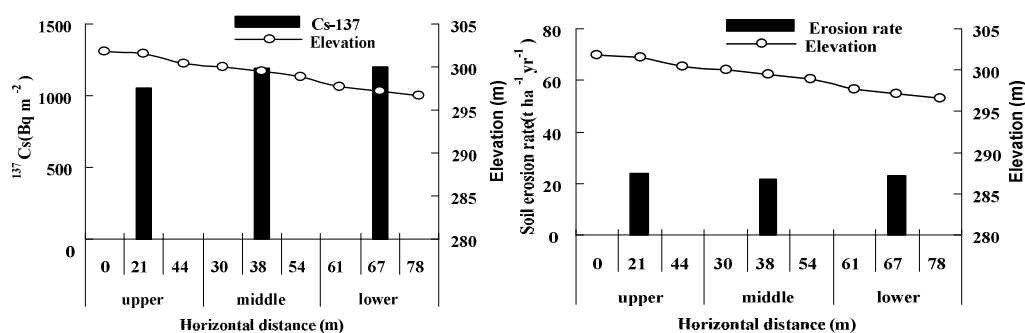 Cs-137
Elevation
1500
1000
500
0
¹³⁷Cs(Bq m⁻²)
305
300
295
290
285
280
Elevation (m)
0 21 44 30 38 54 61 67 78
upper middle lower
Horizontal distance (m)
Erosion rate
Elevation
80
60
40
20
0
Soil erosion rate(t ha⁻¹ yr⁻¹)
305
300
295
290
285
280
Elevation (m)
0 21 44 30 38 54 61 67 78
upper middle lower
Horizontal distance (m)